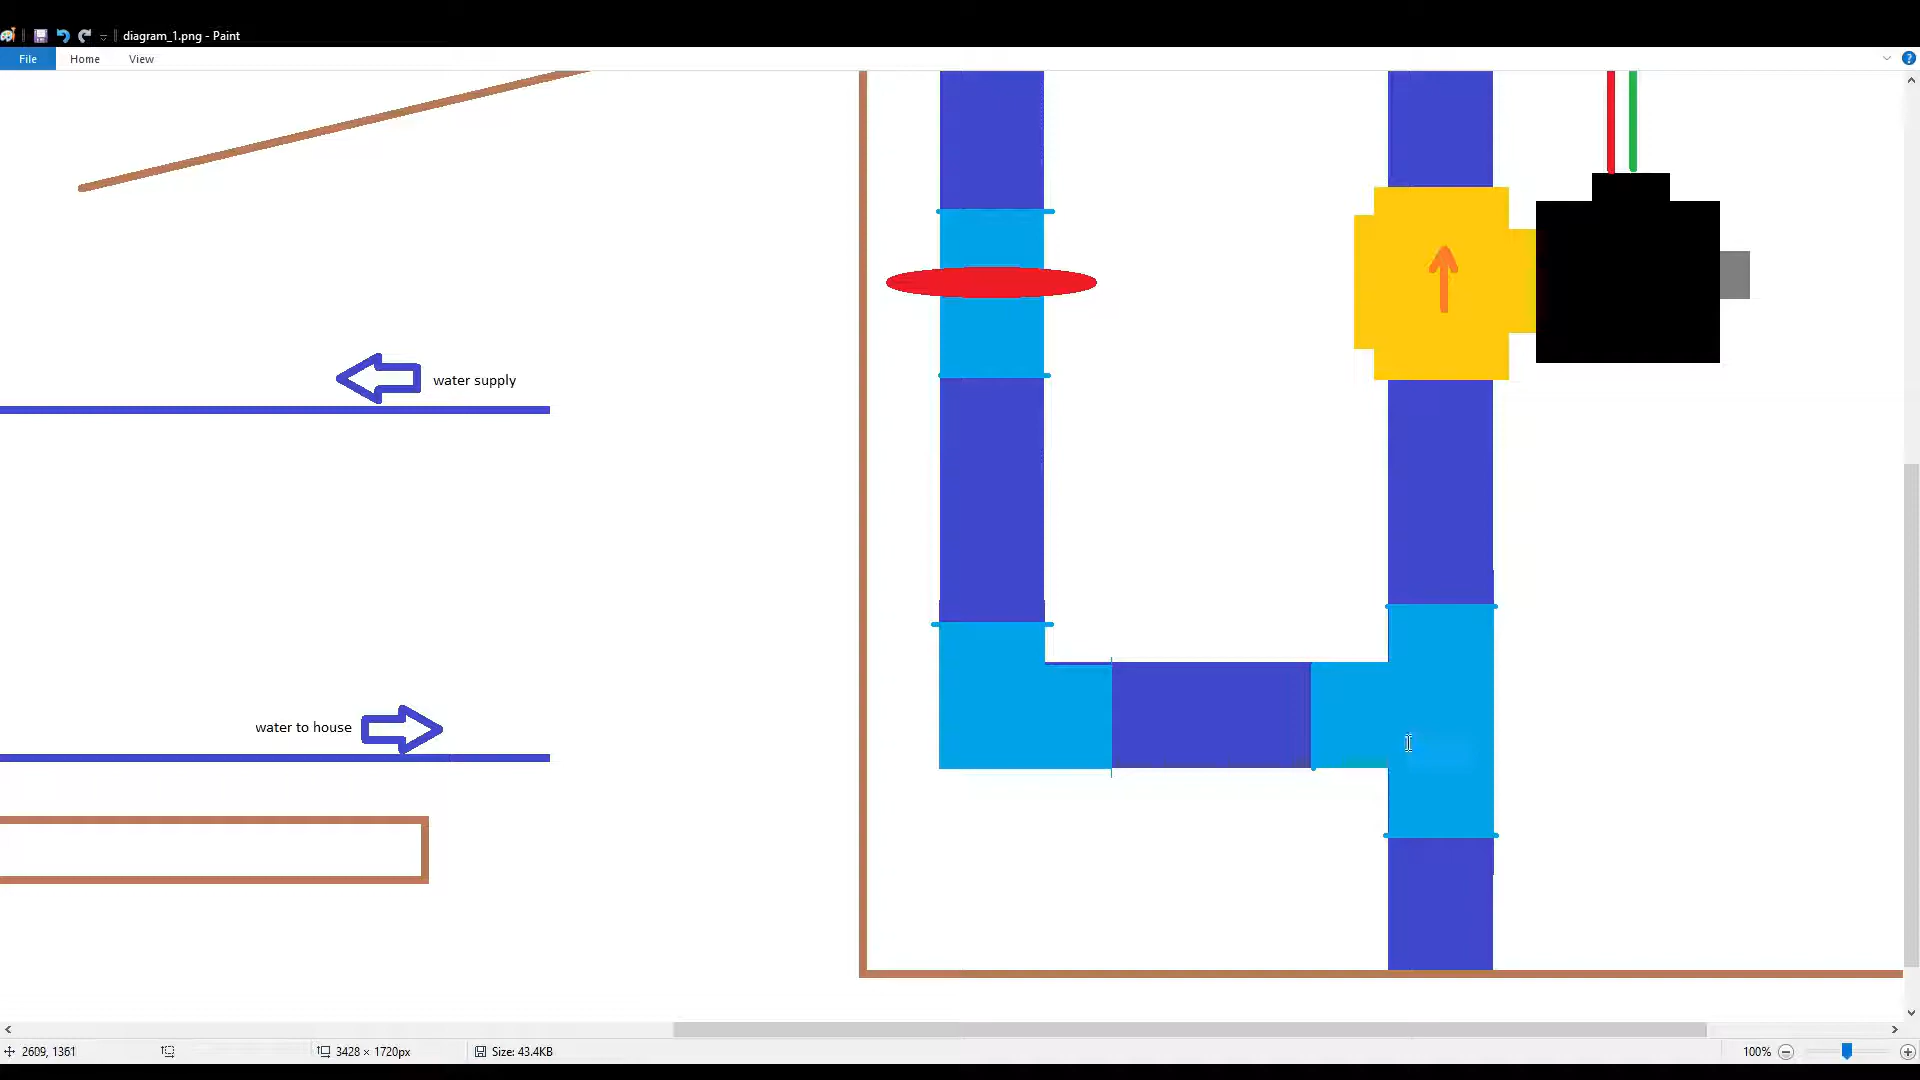 diagram_1.png - Paint
File Home View
water supply
water to house
2609, 1361
3428 × 1720px
Size: 43.4KB
100%